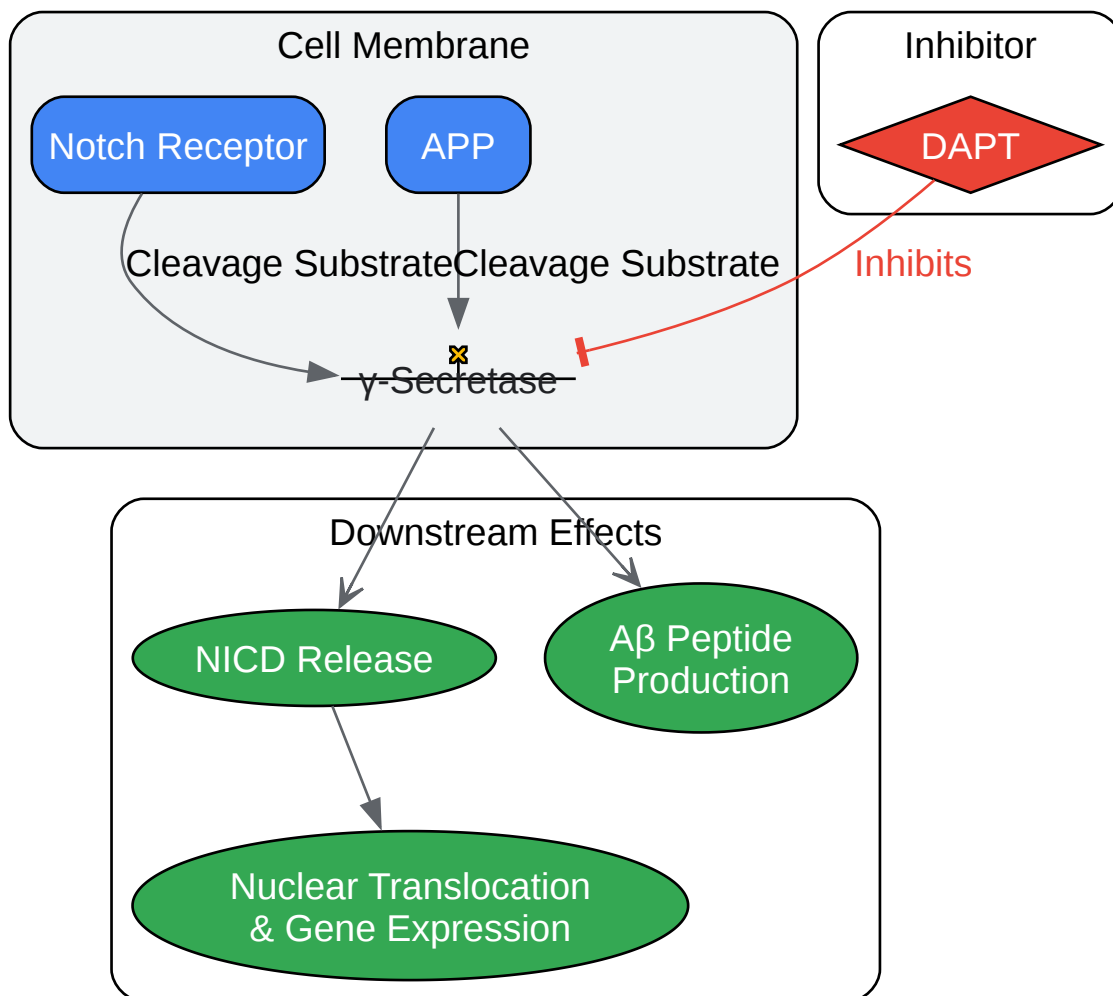 Cell Membrane
Inhibitor
Notch Receptor
APP
DAPT
Cleavage Substrate
Cleavage Substrate
Inhibits
γ-Secretase
Downstream Effects
NICD Release
Aβ Peptide
Production
Nuclear Translocation
& Gene Expression